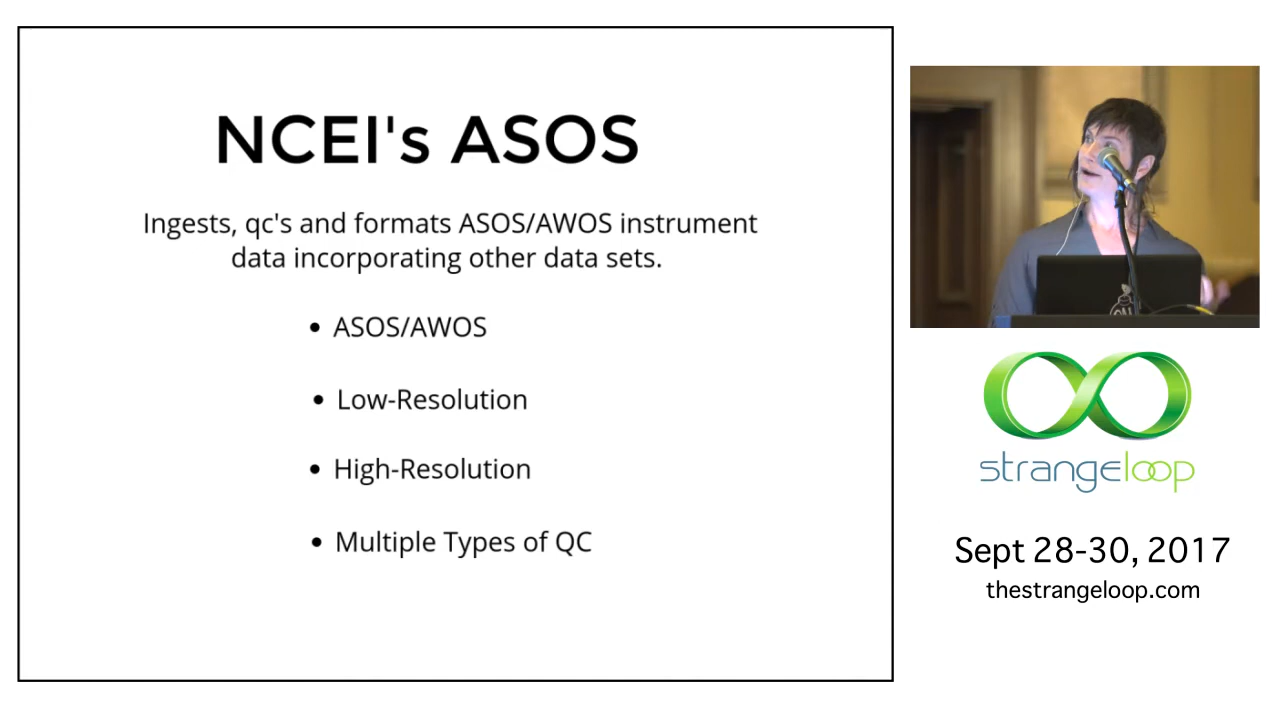 NCEI's ASOS
Ingests, qc's and formats ASOS/AWOS instrument
data incorporating other data sets.
• ASOS/AWOS
• Low-Resolution
• High-Resolution
• Multiple Types of QC
strangeloop
Sept 28-30, 2017
thestrangeloop.com